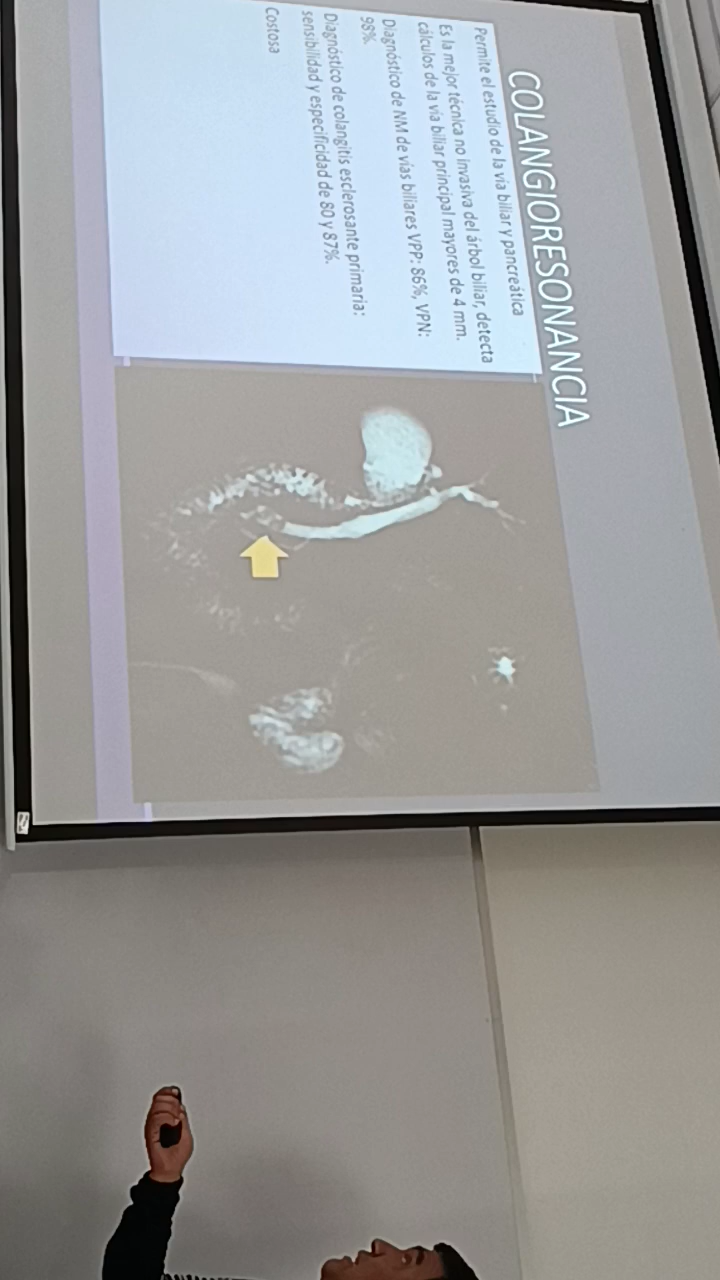 COLANGIORESONANCIA
Permite el estudio de la vía biliar y pancreática
Es la mejor técnica no invasiva del árbol biliar, detecta
cálculos de la vía biliar principal mayores de 4 mm.
Diagnóstico de NM de vías biliares VPP: 86%, VPN:
98%.
Diagnóstico de colangitis esclerosante primaria:
sensibilidad y especificidad de 80 y 87%.
Costosa